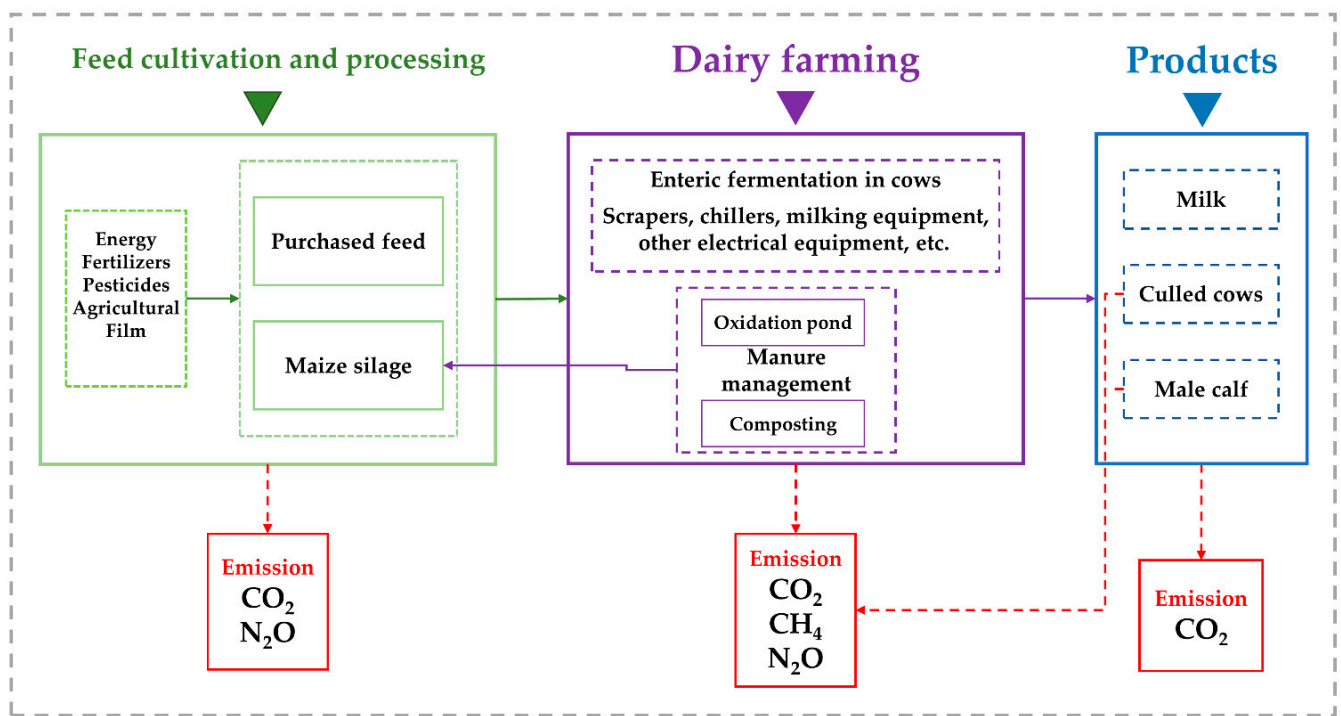 Feed cultivation and processing
Dairy farming
Products
Energy
Fertilizers
Pesticides
Agricultural
Film
Purchased feed
Maize silage
Enteric fermentation in cows
Scrapers, chillers, milking equipment,
other electrical equipment, etc.
Oxidation pond
Manure
management
Composting
Milk
Culled cows
Male calf
Emission
CO₂
N₂O
Emission
CO₂
CH₄
N₂O
Emission
CO₂